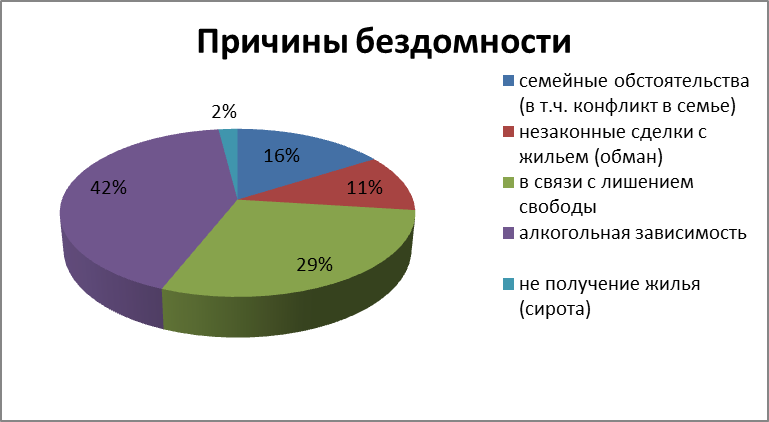 Причины бездомности
2%
16%
11%
42%
29%
семейные обстоятельства
(в т.ч. конфликт в семье)
незаконные сделки с
жильем (обман)
в связи с лишением
свободы
алкогольная зависимость
не получение жилья
(сирота)